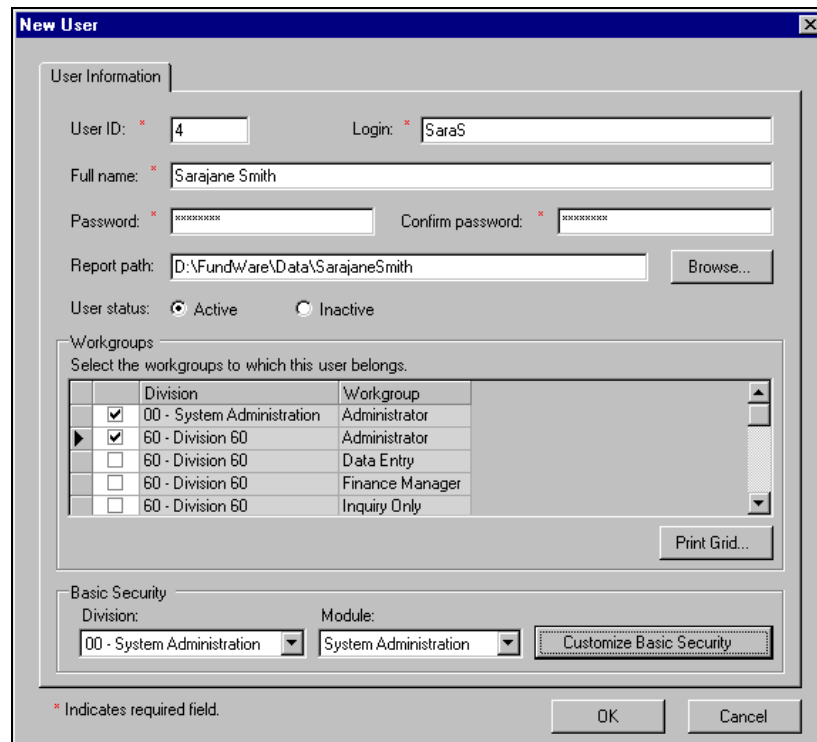 New User
User Information
User ID: * 4 Login: * SaraS
Full name: * Sarajane Smith
Password: * ******** Confirm password: * ********
Report path: D:\FundWare\Data\SarajaneSmith Browse...
User status: Active Inactive
Workgroups
Select the workgroups to which this user belongs.
Division Workgroup
00 - System Administration Administrator
60 - Division 60 Administrator
60 - Division 60 Data Entry
60 - Division 60 Finance Manager
60 - Division 60 Inquiry Only
Print Grid...
Basic Security
Division: Module:
00 - System Administration System Administration Customize Basic Security
* Indicates required field.
OK Cancel